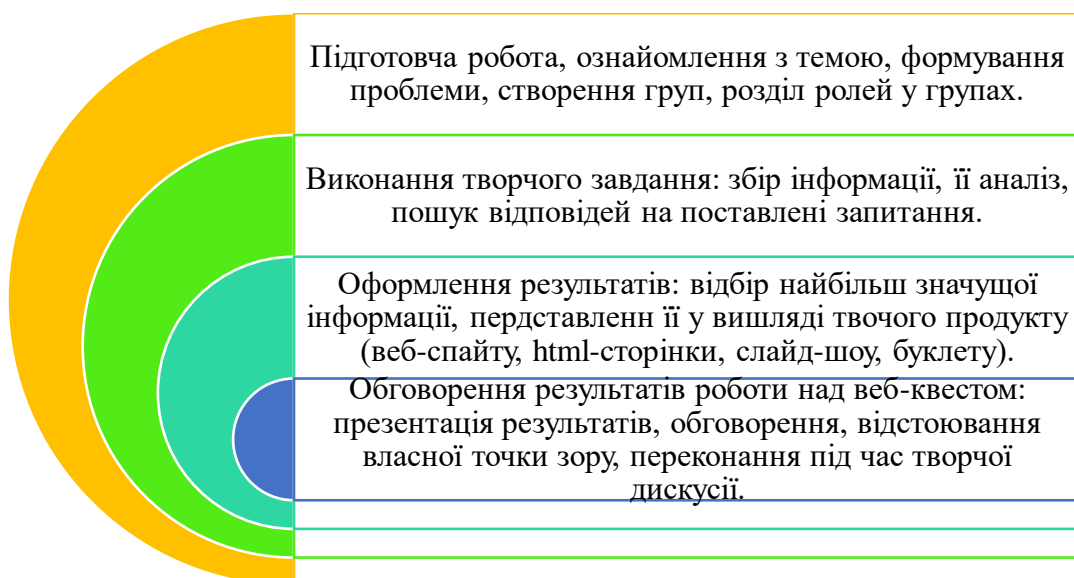 Підготовча робота, ознайомлення з темою, формування
проблеми, створення груп, розділ ролей у групах.
Виконання творчого завдання: збір інформації, її аналіз,
пошук відповідей на поставлені запитання.
Оформлення результатів: відбір найбільш значущої
інформації, пердставленн її у вишляді твочого продукту
(веб-спайту, html-сторінки, слайд-шоу, буклету).
Обговорення результатів роботи над веб-квестом:
презентація результатів, обговорення, відстоювання
власної точки зору, переконання під час творчої
дискусії.